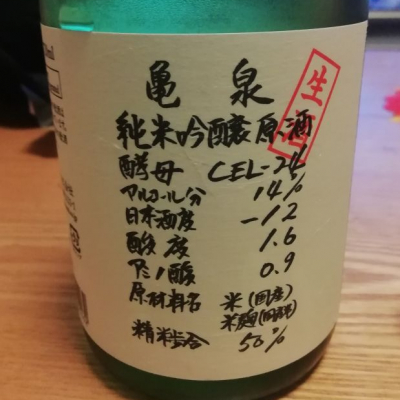 亀泉
純米吟醸原酒
生
酵母 CEL-24
アルコール分 14%
日本酒度 -12
酸度 1.6
アミノ酸 0.9
原材料名 米(国産)
米麹(国産)
精米歩合 50%